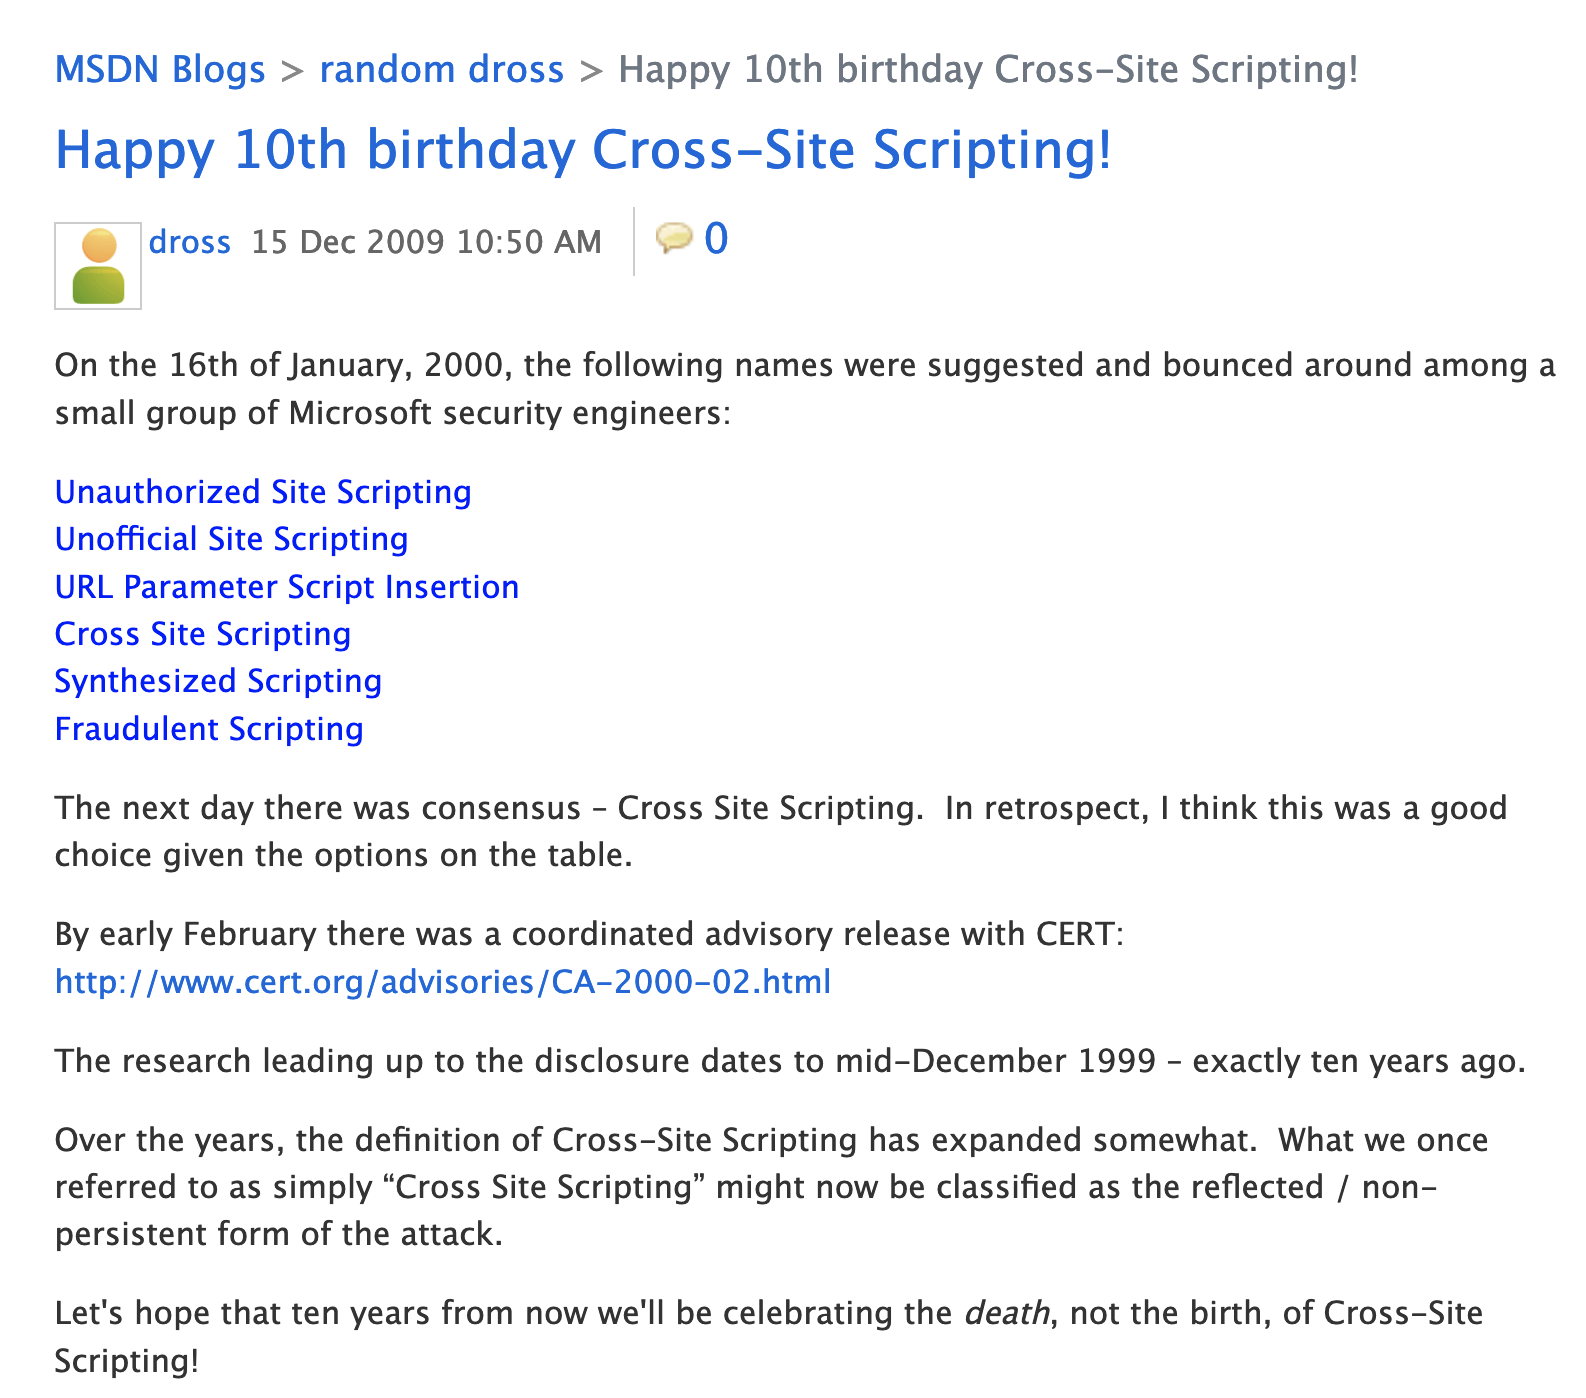 MSDN Blogs > random dross > Happy 10th birthday Cross-Site Scripting!
Happy 10th birthday Cross-Site Scripting!
dross 15 Dec 2009 10:50 AM 0
On the 16th of January, 2000, the following names were suggested and bounced around among a
small group of Microsoft security engineers:
Unauthorized Site Scripting
Unofficial Site Scripting
URL Parameter Script Insertion
Cross Site Scripting
Synthesized Scripting
Fraudulent Scripting
The next day there was consensus – Cross Site Scripting.  In retrospect, I think this was a good
choice given the options on the table.
By early February there was a coordinated advisory release with CERT:
http://www.cert.org/advisories/CA-2000-02.html
The research leading up to the disclosure dates to mid-December 1999 – exactly ten years ago.
Over the years, the definition of Cross-Site Scripting has expanded somewhat.  What we once
referred to as simply “Cross Site Scripting” might now be classified as the reflected / non-
persistent form of the attack.
Let's hope that ten years from now we'll be celebrating the death, not the birth, of Cross-Site
Scripting!